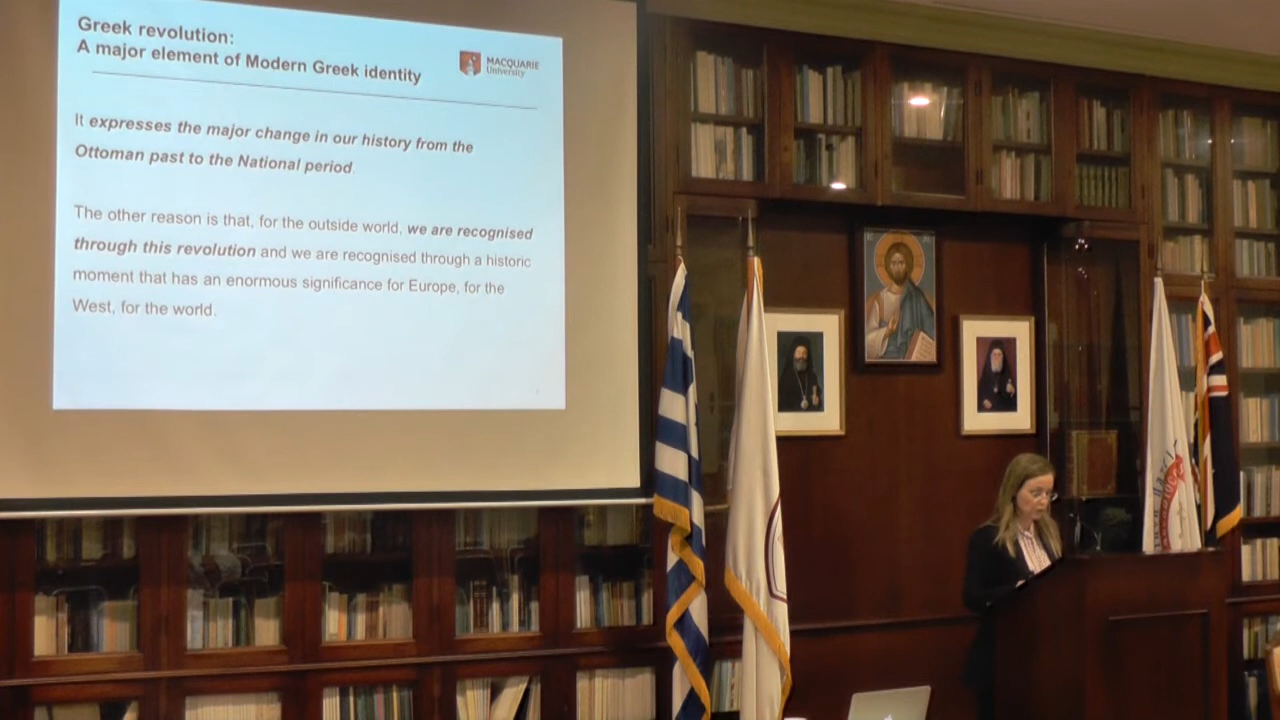 Greek revolution:
A major element of Modern Greek identity
MACQUARIE
University
It expresses the major change in our history from the
Ottoman past to the National period.
The other reason is that, for the outside world, we are recognised
through this revolution and we are recognised through a historic
moment that has an enormous significance for Europe, for the
West, for the world.